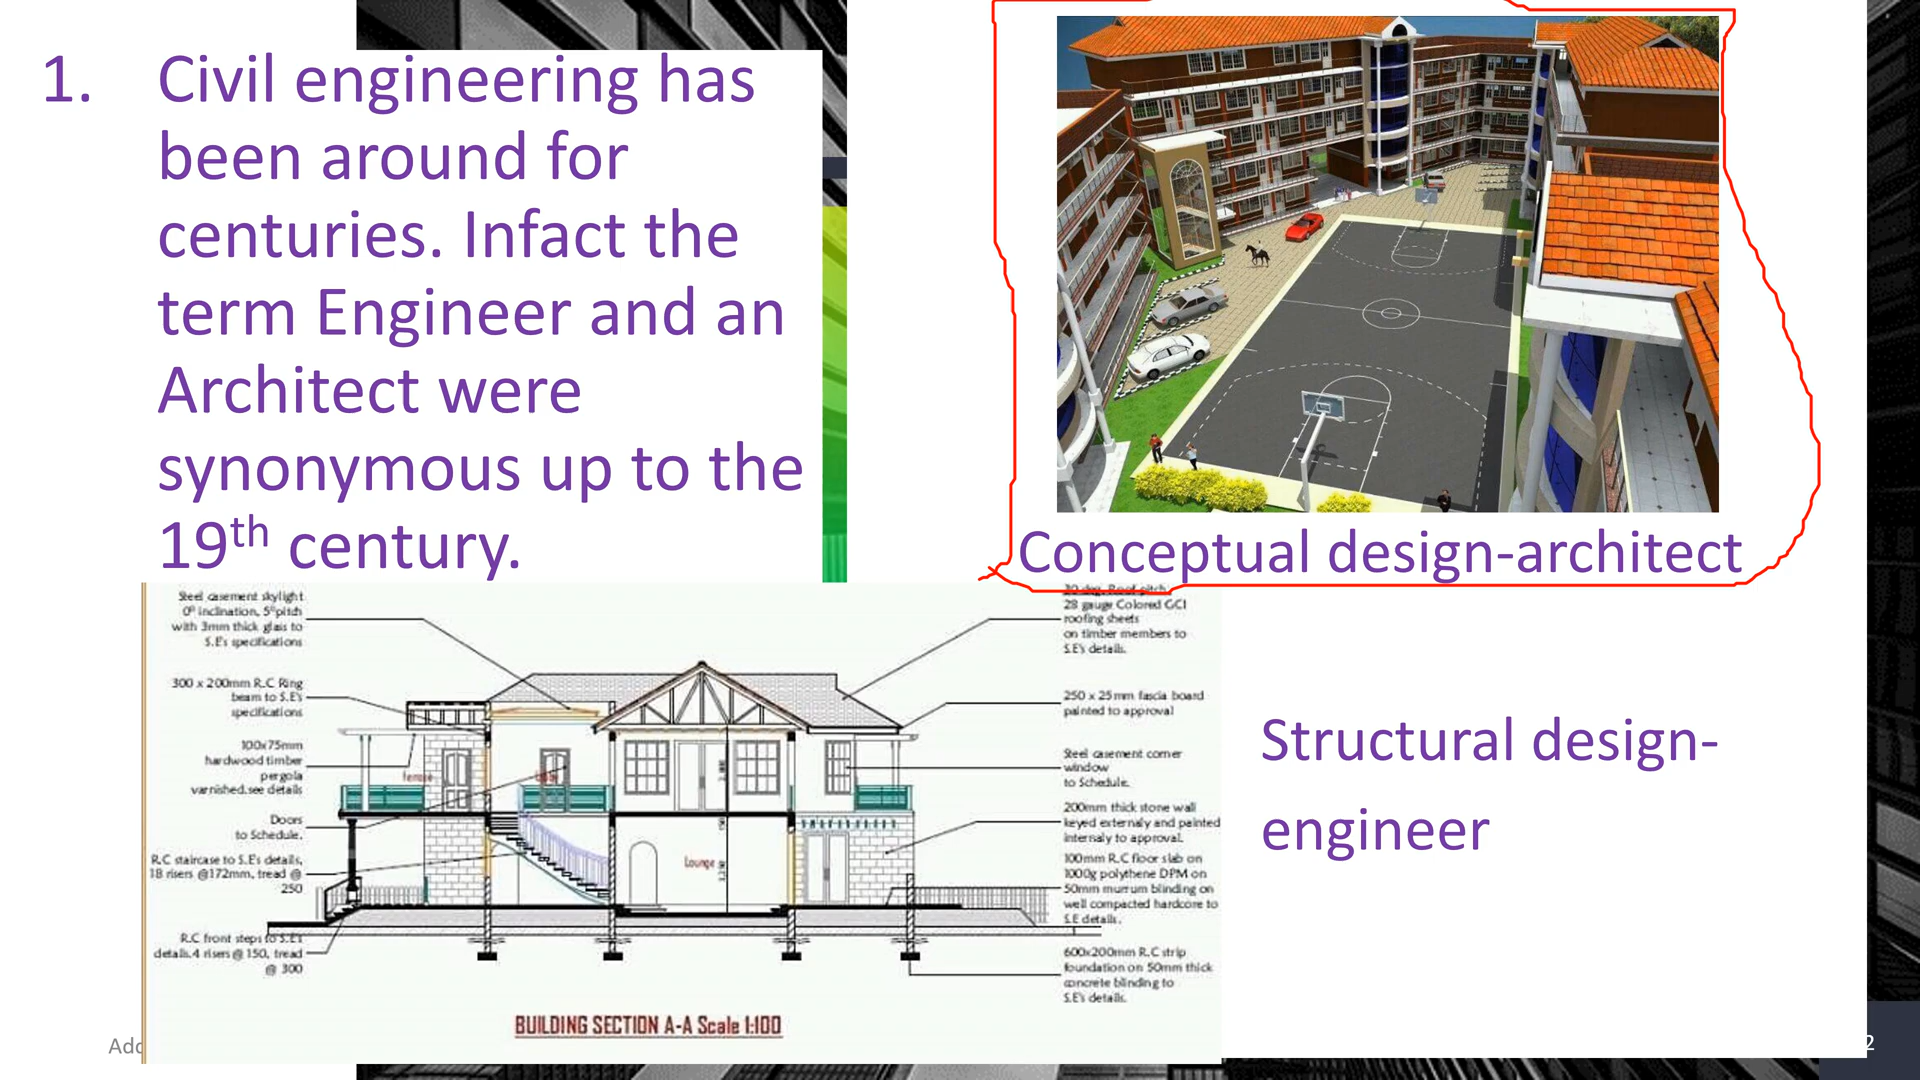 1. Civil engineering has
been around for
centuries. Infact the
term Engineer and an
Architect were
synonymous up to the
19th century.
Conceptual design-architect
Steel casement skylight
0° inclination, 5°pitch
with 3mm thick glass to
S.E's specifications
300 x 200mm R.C Ring
beam to S.E's
specifications
100x75mm
hardwood timber
pergola
varnished.see details
Doors
to Schedule.
R.C staircase to S.E's details,
18 risers @172mm, tread @
250
R.C front steps to S.E's
details.4 risers @ 150, tread
@ 300
Terrace
Lounge
30 deg. Roof pitch
28 gauge Colored GCI
roofing sheets
on timber members to
S.E's details.
250 x 25mm fascia board
painted to approval
Steel casement corner
window
to Schedule.
200mm thick stone wall
keyed externaly and painted
internaly to approval.
100mm R.C floor slab on
1000g polythene DPM on
50mm murrum blinding on
well compacted hardcore to
S.E details.
600x200mm R.C strip
foundation on 50mm thick
concrete blinding to
S.E's details.
BUILDING SECTION A-A Scale 1:100
Structural design-
engineer
Add
2